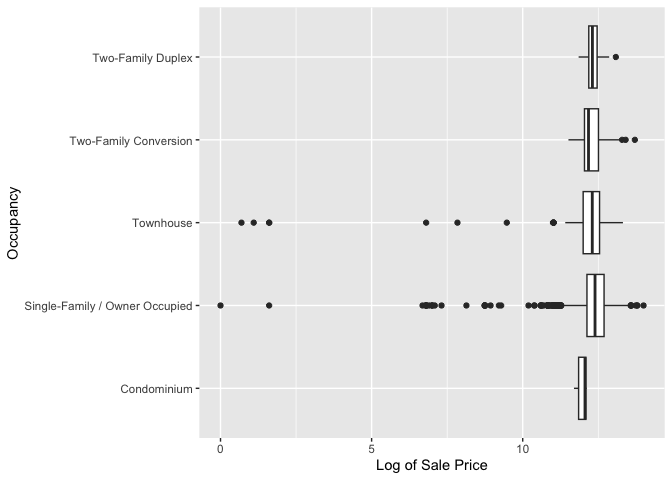 Two-Family Duplex
Two-Family Conversion
Townhouse
Single-Family / Owner Occupied
Condominium
Occupancy
0 5 10
Log of Sale Price